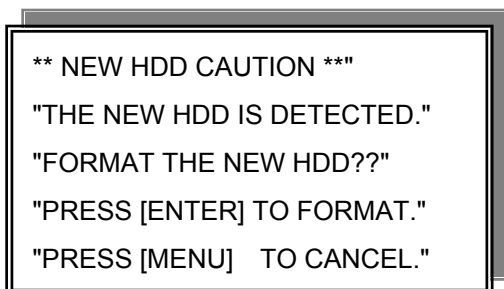 ** NEW HDD CAUTION **"
"THE NEW HDD IS DETECTED."
"FORMAT THE NEW HDD??"
"PRESS [ENTER] TO FORMAT."
"PRESS [MENU]   TO CANCEL."